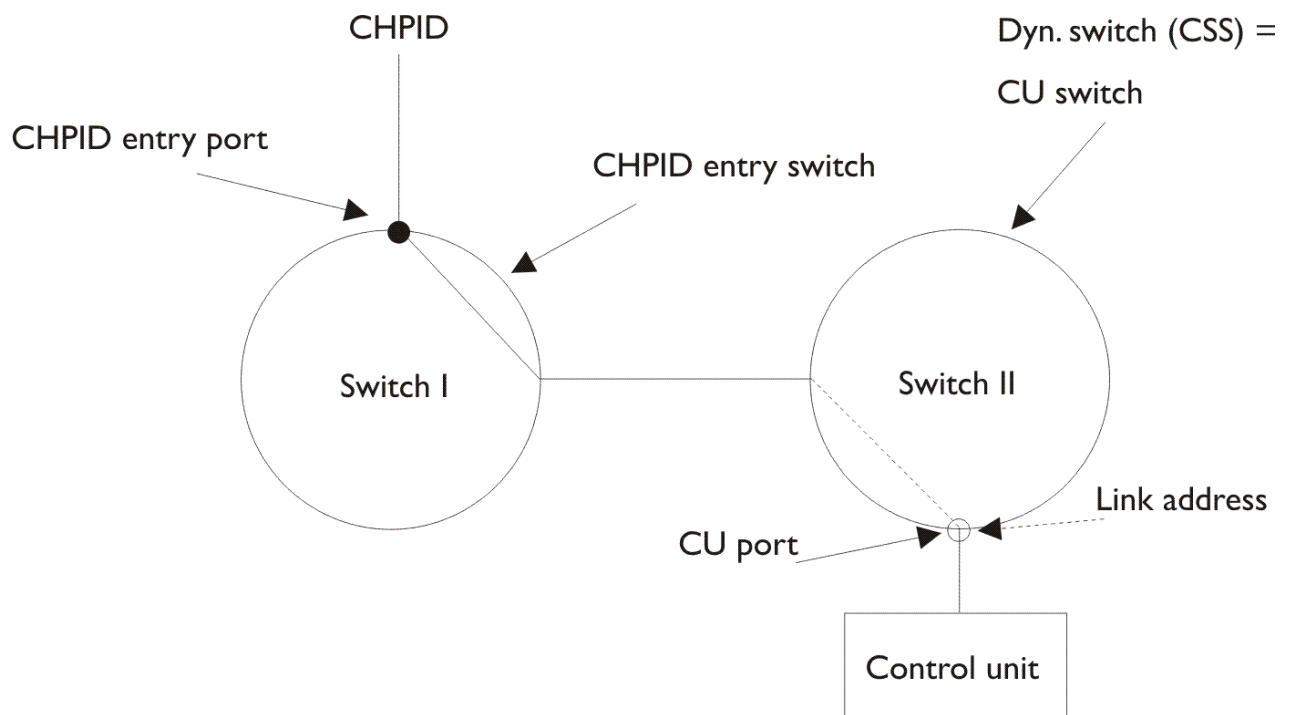 CHPID
Dyn. switch (CSS) =
CU switch
CHPID entry port
CHPID entry switch
Switch I
Switch II
Link address
CU port
Control unit